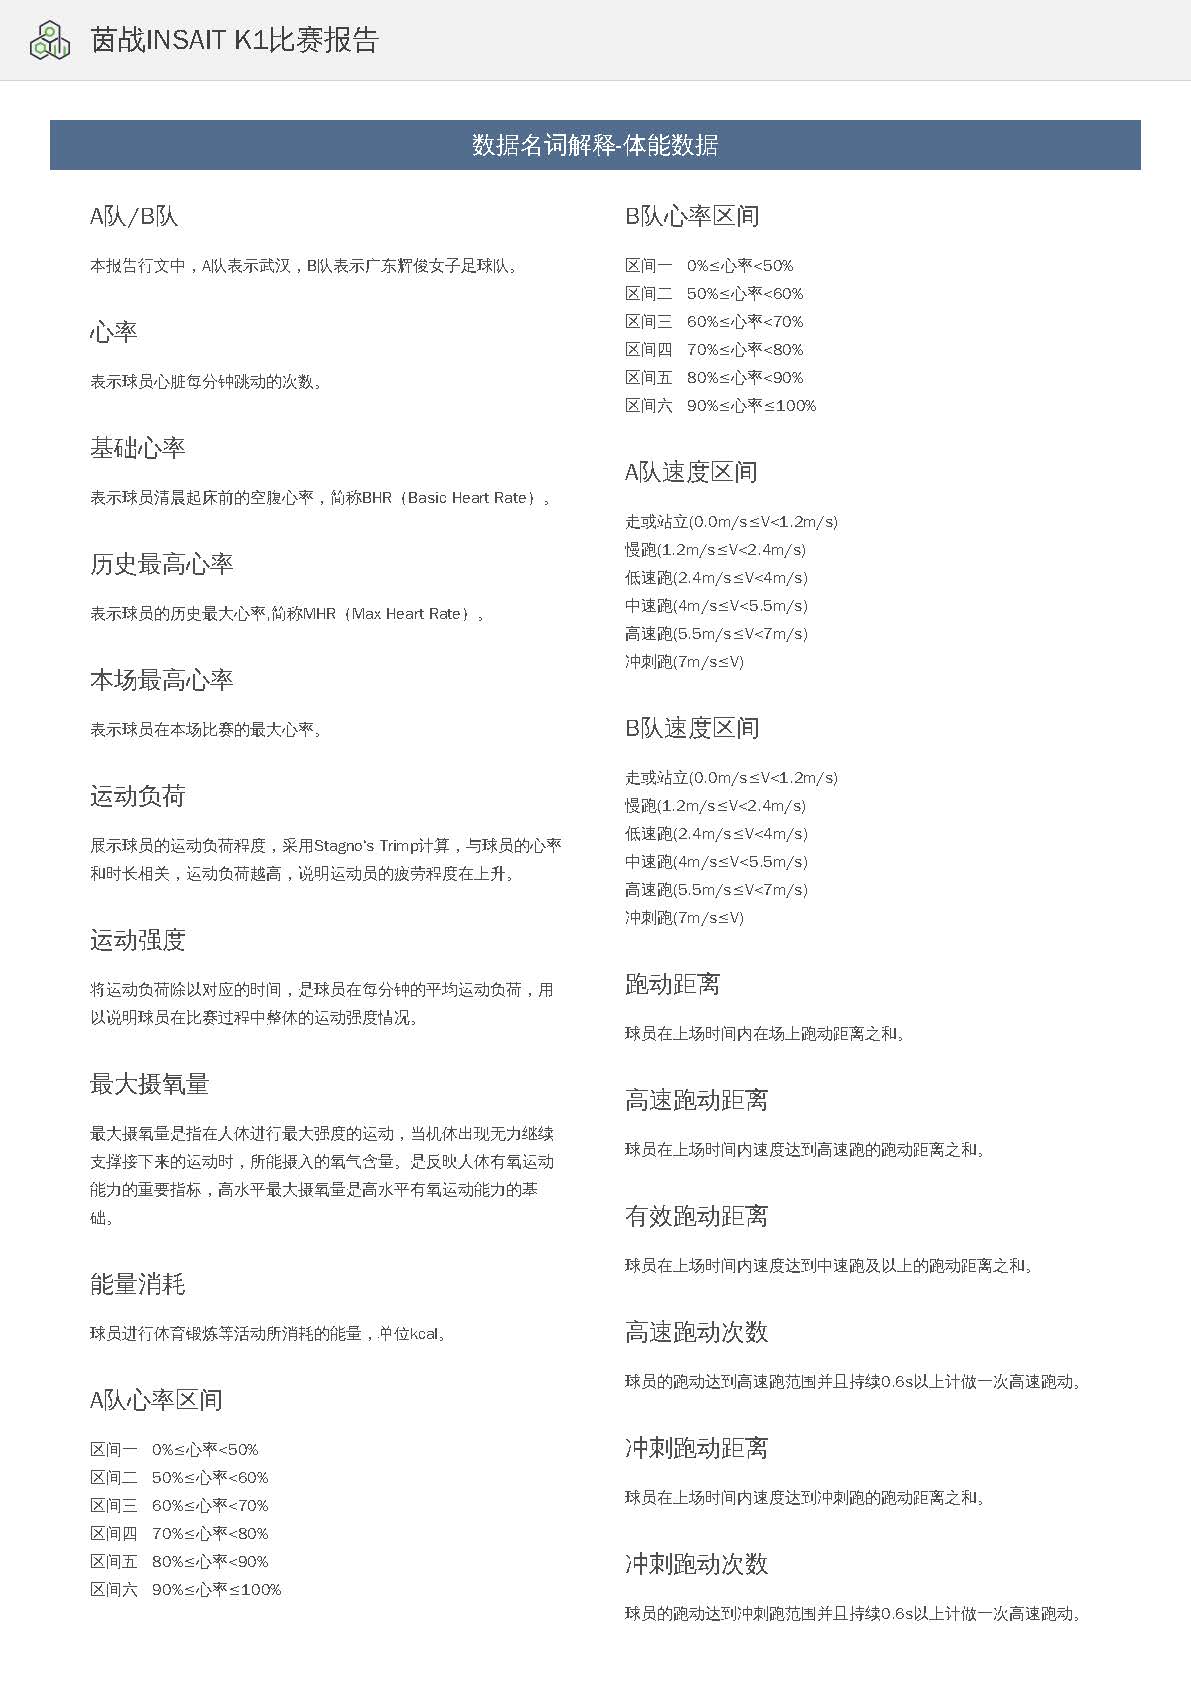 茵战INSAIT K1比赛报告
数据名词解释-体能数据
A队/B队
本报告行文中，A队表示武汉，B队表示广东辉俊女子足球队。
心率
表示球员心脏每分钟跳动的次数。
基础心率
表示球员清晨起床前的空腹心率，简称BHR（Basic Heart Rate）。
历史最高心率
表示球员的历史最大心率,简称MHR（Max Heart Rate）。
本场最高心率
表示球员在本场比赛的最大心率。
运动负荷
展示球员的运动负荷程度，采用Stagno's Trimp计算，与球员的心率
和时长相关，运动负荷越高，说明运动员的疲劳程度在上升。
运动强度
将运动负荷除以对应的时间，是球员在每分钟的平均运动负荷，用
以说明球员在比赛过程中整体的运动强度情况。
最大摄氧量
最大摄氧量是指在人体进行最大强度的运动，当机体出现无力继续
支撑接下来的运动时，所能摄入的氧气含量。是反映人体有氧运动
能力的重要指标，高水平最大摄氧量是高水平有氧运动能力的基
础。
能量消耗
球员进行体育锻炼等活动所消耗的能量，单位kcal。
A队心率区间
区间一 0%≤心率<50%
区间二 50%≤心率<60%
区间三 60%≤心率<70%
区间四 70%≤心率<80%
区间五 80%≤心率<90%
区间六 90%≤心率≤100%
B队心率区间
区间一 0%≤心率<50%
区间二 50%≤心率<60%
区间三 60%≤心率<70%
区间四 70%≤心率<80%
区间五 80%≤心率<90%
区间六 90%≤心率≤100%
A队速度区间
走或站立(0.0m/s≤V<1.2m/s)
慢跑(1.2m/s≤V<2.4m/s)
低速跑(2.4m/s≤V<4m/s)
中速跑(4m/s≤V<5.5m/s)
高速跑(5.5m/s≤V<7m/s)
冲刺跑(7m/s≤V)
B队速度区间
走或站立(0.0m/s≤V<1.2m/s)
慢跑(1.2m/s≤V<2.4m/s)
低速跑(2.4m/s≤V<4m/s)
中速跑(4m/s≤V<5.5m/s)
高速跑(5.5m/s≤V<7m/s)
冲刺跑(7m/s≤V)
跑动距离
球员在上场时间内在场上跑动距离之和。
高速跑动距离
球员在上场时间内速度达到高速跑的跑动距离之和。
有效跑动距离
球员在上场时间内速度达到中速跑及以上的跑动距离之和。
高速跑动次数
球员的跑动达到高速跑范围并且持续0.6s以上计做一次高速跑动。
冲刺跑动距离
球员在上场时间内速度达到冲刺跑的跑动距离之和。
冲刺跑动次数
球员的跑动达到冲刺跑范围并且持续0.6s以上计做一次高速跑动。